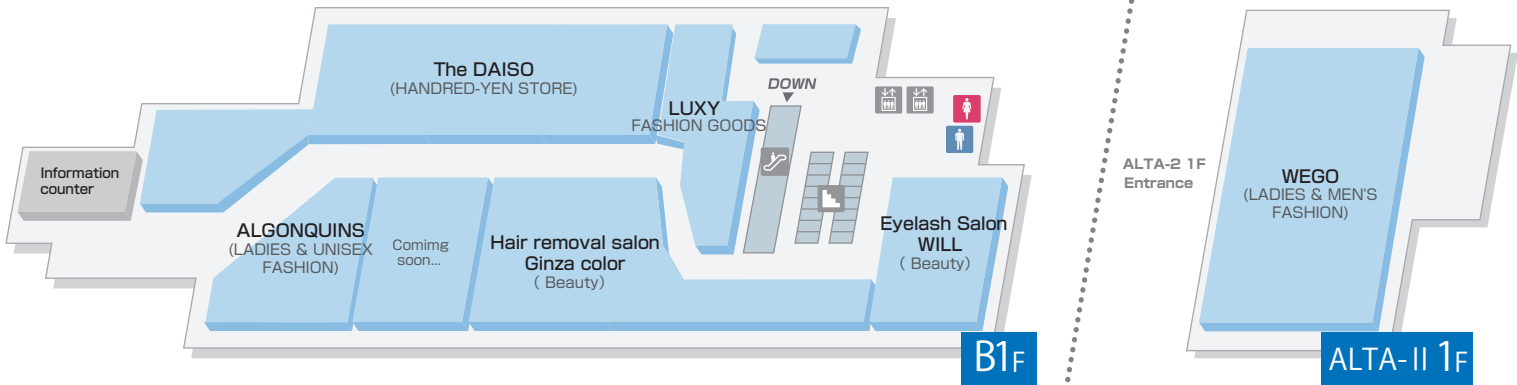 The DAISO
(HANDRED-YEN STORE)
LUXY
FASHION GOODS
DOWN
Information
counter
ALGONQUINS
(LADIES & UNISEX
FASHION)
Comimg
soon...
Hair removal salon
Ginza color
( Beauty)
Eyelash Salon
WILL
( Beauty)
B1F
ALTA-2 1F
Entrance
WEGO
(LADIES & MEN'S
FASHION)
ALTA-II 1F